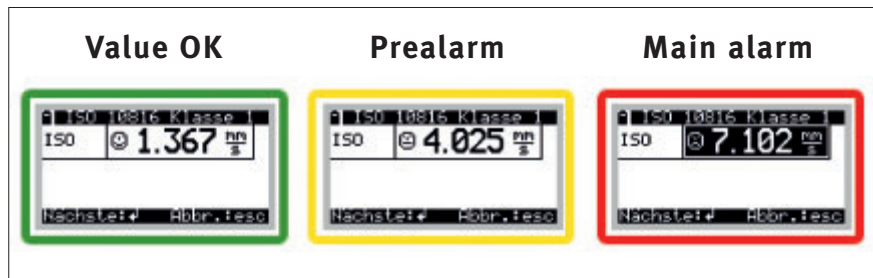 Value OK
Prealarm
Main alarm
A ISO 10816 Klasse 1
ISO 1.367 mm/s
Nächste:↲ Abbr.:esc
A ISO 10816 Klasse 1
ISO 4.025 mm/s
Nächste:↲ Abbr.:esc
A ISO 10816 Klasse 1
ISO 7.102 mm/s
Nächste:↲ Abbr.:esc